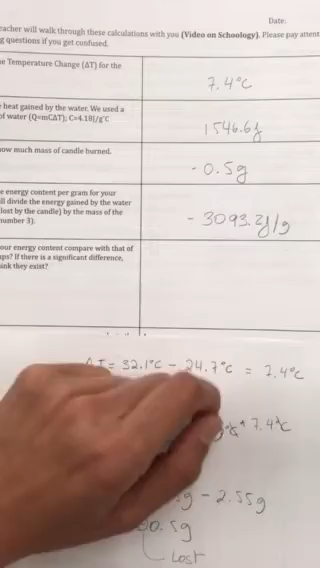 Date:
eacher will walk through these calculations with you (Video on Schoology). Please pay attent
g questions if you get confused.
e Temperature Change (ΔT) for the
7.4°C
heat gained by the water. We used a
of water (Q=mCΔT); C=4.18J/g°C
1546.6J
ow much mass of candle burned.
- 0.5g
e energy content per gram for your
ll divide the energy gained by the water
lost by the candle) by the mass of the
number 3).
- 3093.2J/g
our energy content compare with that of
ups? If there is a significant difference,
ink they exist?
ΔT = 32.1°C - 24.7°C = 7.4°C
* 7.4°C
g - 2.55g
0.5g
Lost